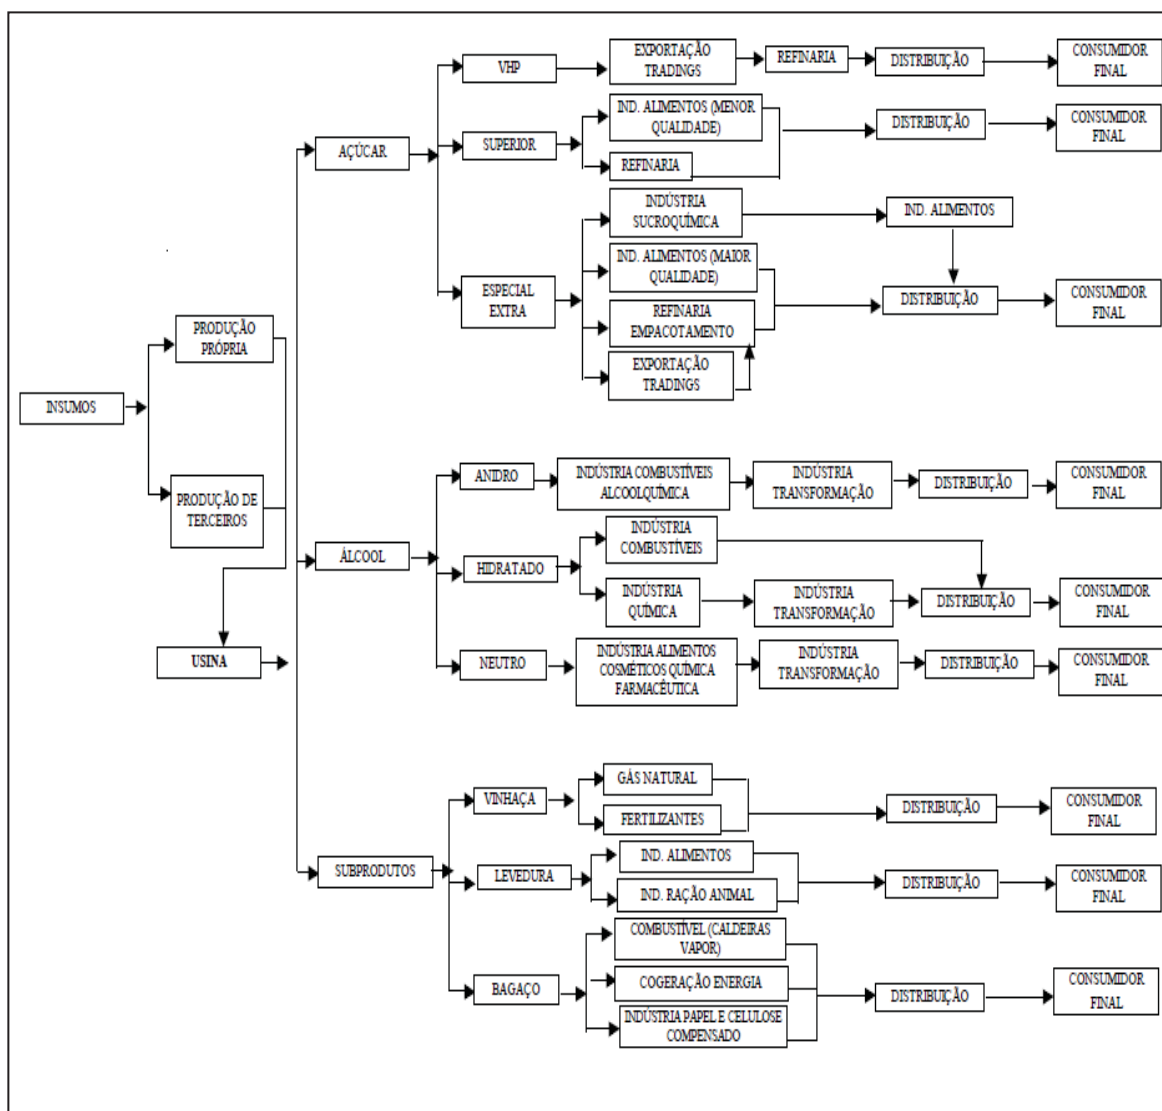 INSUMOS
PRODUÇÃO
PRÓPRIA
PRODUÇÃO DE
TERCEIROS
USINA
AÇÚCAR
VHP
EXPORTAÇÃO
TRADINGS
REFINARIA
DISTRIBUIÇÃO
CONSUMIDOR
FINAL
SUPERIOR
IND. ALIMENTOS (MENOR
QUALIDADE)
REFINARIA
DISTRIBUIÇÃO
CONSUMIDOR
FINAL
ESPECIAL
EXTRA
INDÚSTRIA
SUCROQUÍMICA
IND. ALIMENTOS
IND. ALIMENTOS (MAIOR
QUALIDADE)
REFINARIA
EMPACOTAMENTO
EXPORTAÇÃO
TRADINGS
DISTRIBUIÇÃO
CONSUMIDOR
FINAL
ÁLCOOL
ANIDRO
INDÚSTRIA COMBUSTÍVEIS
ALCOOLQUÍMICA
INDÚSTRIA
TRANSFORMAÇÃO
DISTRIBUIÇÃO
CONSUMIDOR
FINAL
HIDRATADO
INDÚSTRIA
COMBUSTÍVEIS
INDÚSTRIA
QUÍMICA
INDÚSTRIA
TRANSFORMAÇÃO
DISTRIBUIÇÃO
CONSUMIDOR
FINAL
NEUTRO
INDÚSTRIA ALIMENTOS
COSMÉTICOS QUÍMICA
FARMACÊUTICA
INDÚSTRIA
TRANSFORMAÇÃO
DISTRIBUIÇÃO
CONSUMIDOR
FINAL
SUBPRODUTOS
VINHAÇA
GÁS NATURAL
FERTILIZANTES
DISTRIBUIÇÃO
CONSUMIDOR
FINAL
LEVEDURA
IND. ALIMENTOS
IND. RAÇÃO ANIMAL
DISTRIBUIÇÃO
CONSUMIDOR
FINAL
BAGAÇO
COMBUSTÍVEL (CALDEIRAS
VAPOR)
COGERAÇÃO ENERGIA
INDÚSTRIA PAPEL E CELULOSE
COMPENSADO
DISTRIBUIÇÃO
CONSUMIDOR
FINAL